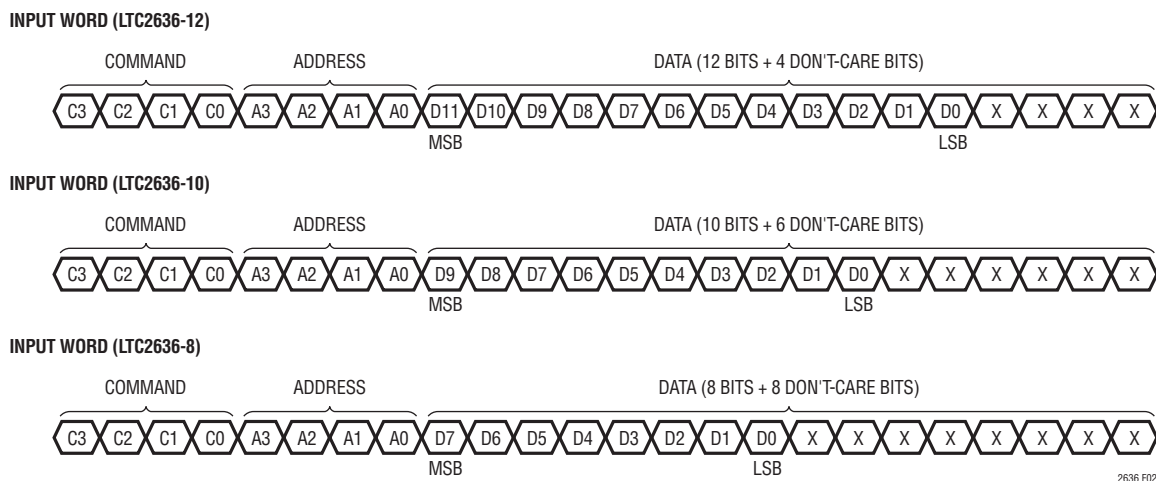 INPUT WORD (LTC2636-12)
COMMAND ADDRESS DATA (12 BITS + 4 DON'T-CARE BITS)
C3 C2 C1 C0 A3 A2 A1 A0 D11 D10 D9 D8 D7 D6 D5 D4 D3 D2 D1 D0 X X X X
MSB LSB
INPUT WORD (LTC2636-10)
COMMAND ADDRESS DATA (10 BITS + 6 DON'T-CARE BITS)
C3 C2 C1 C0 A3 A2 A1 A0 D9 D8 D7 D6 D5 D4 D3 D2 D1 D0 X X X X X X
MSB LSB
INPUT WORD (LTC2636-8)
COMMAND ADDRESS DATA (8 BITS + 8 DON'T-CARE BITS)
C3 C2 C1 C0 A3 A2 A1 A0 D7 D6 D5 D4 D3 D2 D1 D0 X X X X X X X X
MSB LSB
2636 F02